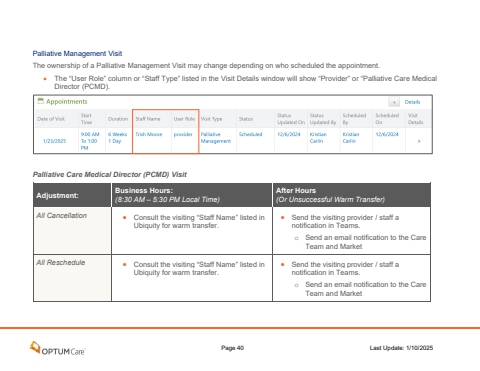 Palliative Management Visit
The ownership of a Palliative Management Visit may change depending on who scheduled the appointment.
• The "User Role" column or "Staff Type" listed in the Visit Details window will show "Provider" or "Palliative Care Medical
Director (PCMD).
Appointments
+ Details
Date of Visit Start Time Duration Staff Name User Role Visit Type Status Status Updated On Status Updated By Scheduled By Scheduled On Visit Details
1/23/2025 9:00 AM To 1:00 PM 6 Weeks 1 Day Trish Moore provider Palliative Management Scheduled 12/6/2024 Kristian Carlin Kristian Carlin 12/6/2024 >
Palliative Care Medical Director (PCMD) Visit
Adjustment:
Business Hours:
(8:30 AM – 5:30 PM Local Time)
After Hours
(Or Unsuccessful Warm Transfer)
All Cancellation
• Consult the visiting "Staff Name" listed in
Ubiquity for warm transfer.
• Send the visiting provider / staff a
notification in Teams.
o Send an email notification to the Care
Team and Market
All Reschedule
• Consult the visiting "Staff Name" listed in
Ubiquity for warm transfer.
• Send the visiting provider / staff a
notification in Teams.
o Send an email notification to the Care
Team and Market
OPTUMCare
Page 40
Last Update: 1/10/2025